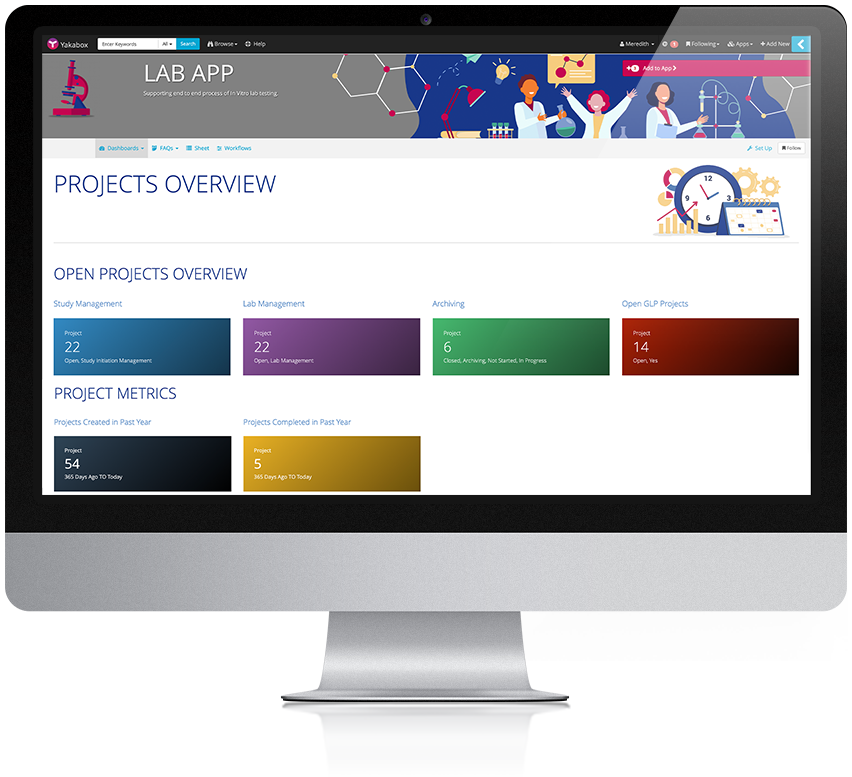 Yakabox Enter Keywords All Search Browse Help Meredith Following Apps Add New
LAB APP
Supporting end to end process of In Vitro lab testing.
Add to App
Dashboards FAQs Sheet Workflows Set Up Follow
PROJECTS OVERVIEW
12
9 3
6
OPEN PROJECTS OVERVIEW
Study Management Lab Management Archiving Open GLP Projects
Project Project Project Project
22 22 6 14
Open, Study Initiation Management Open, Lab Management Closed, Archiving, Not Started, In Progress Open, Yes
PROJECT METRICS
Projects Created in Past Year Projects Completed in Past Year
Project Project
54 5
365 Days Ago TO Today 365 Days Ago TO Today